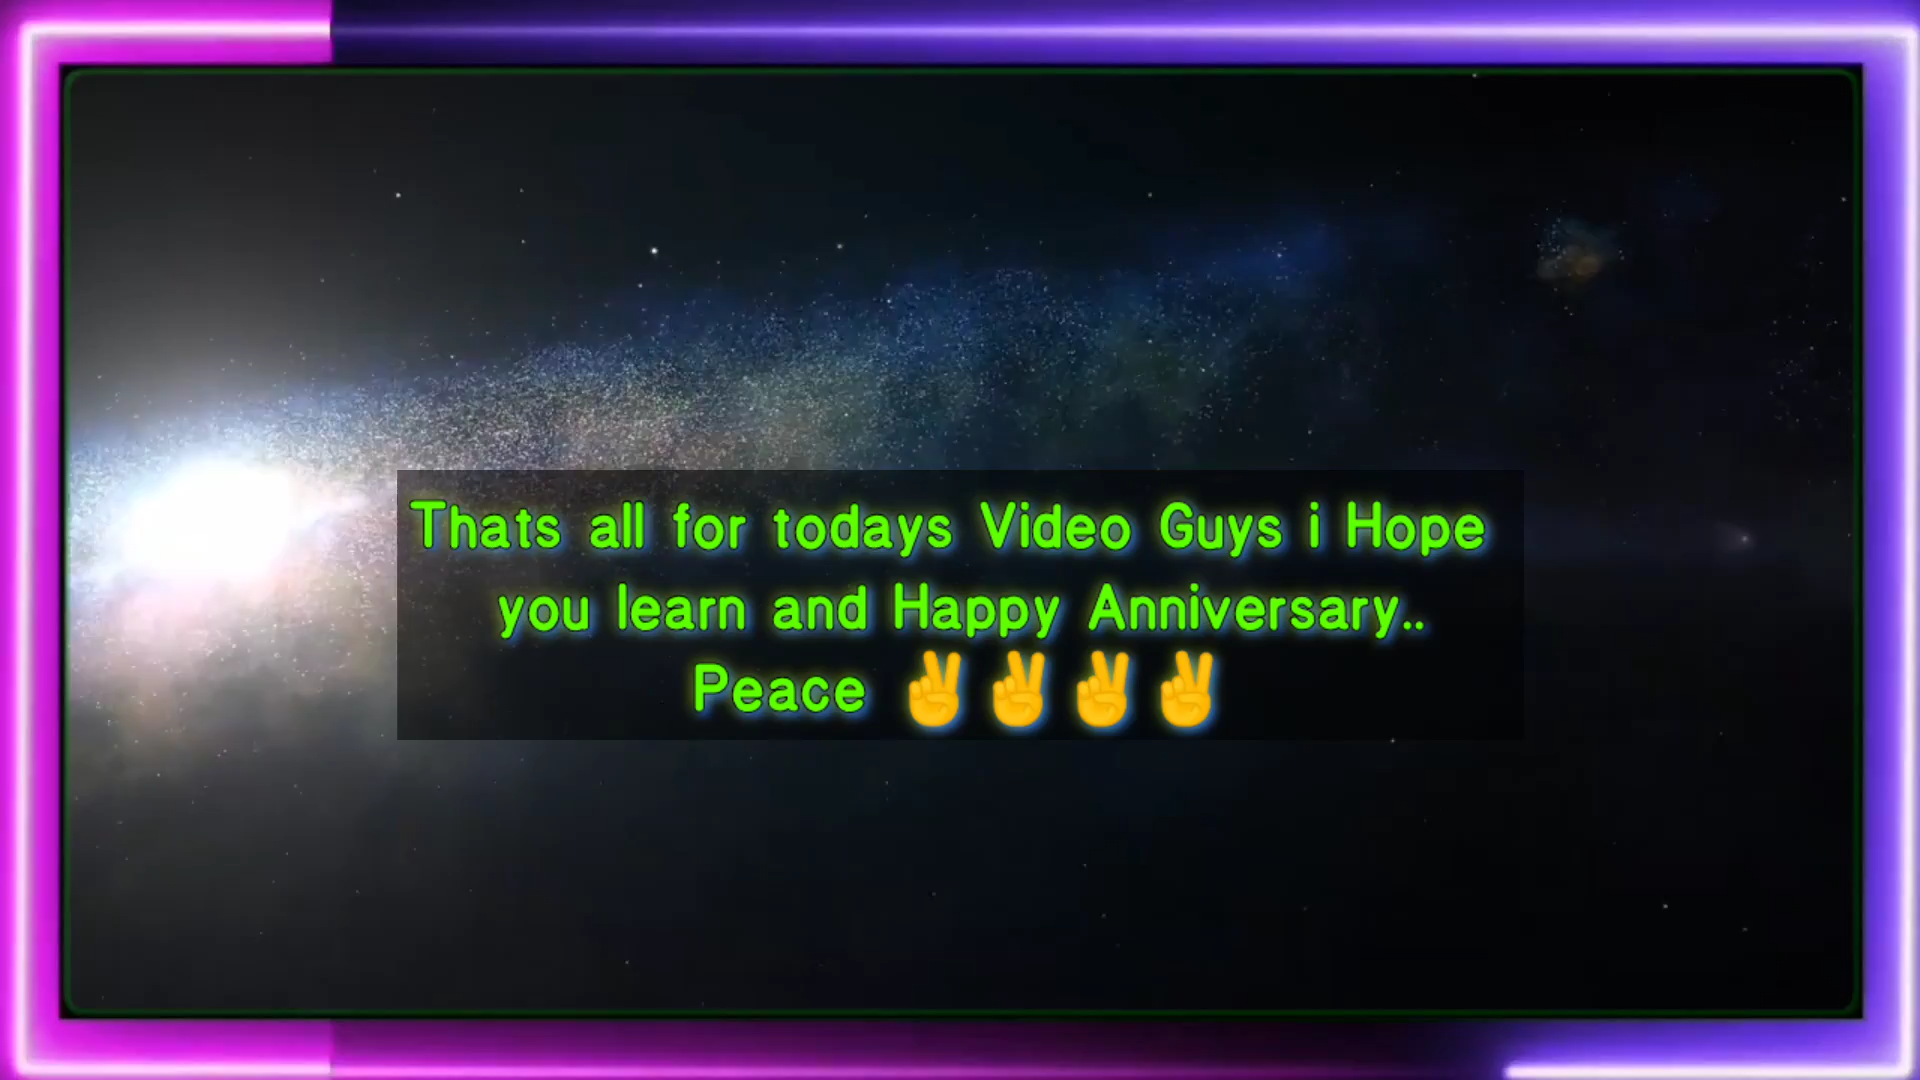 Thats all for todays Video Guys i Hope
you learn and Happy Anniversary..
Peace ✌✌✌✌